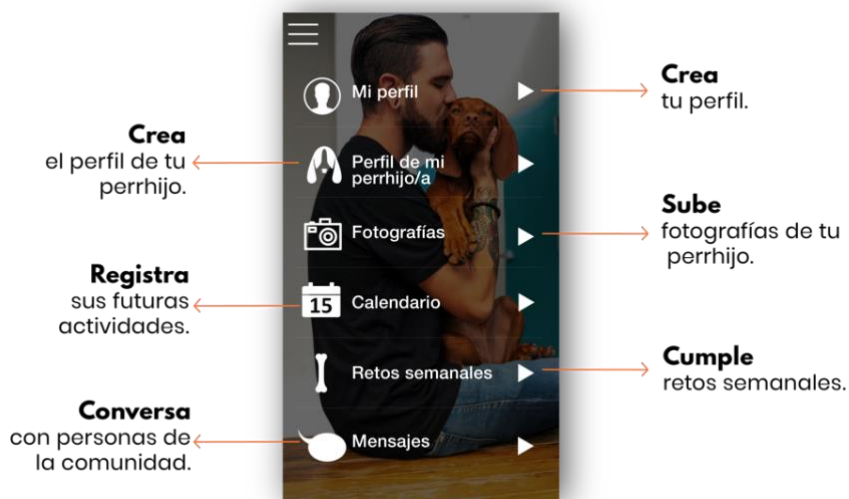 Mi perfil
Crea
tu perfil.
Crea
el perfil de tu
perrhijo.
Perfil de mi
perrhijo/a
Fotografías
Sube
fotografías de tu
perrhijo.
Registra
sus futuras
actividades.
15
Calendario
Retos semanales
Cumple
retos semanales.
Conversa
con personas de
la comunidad.
Mensajes